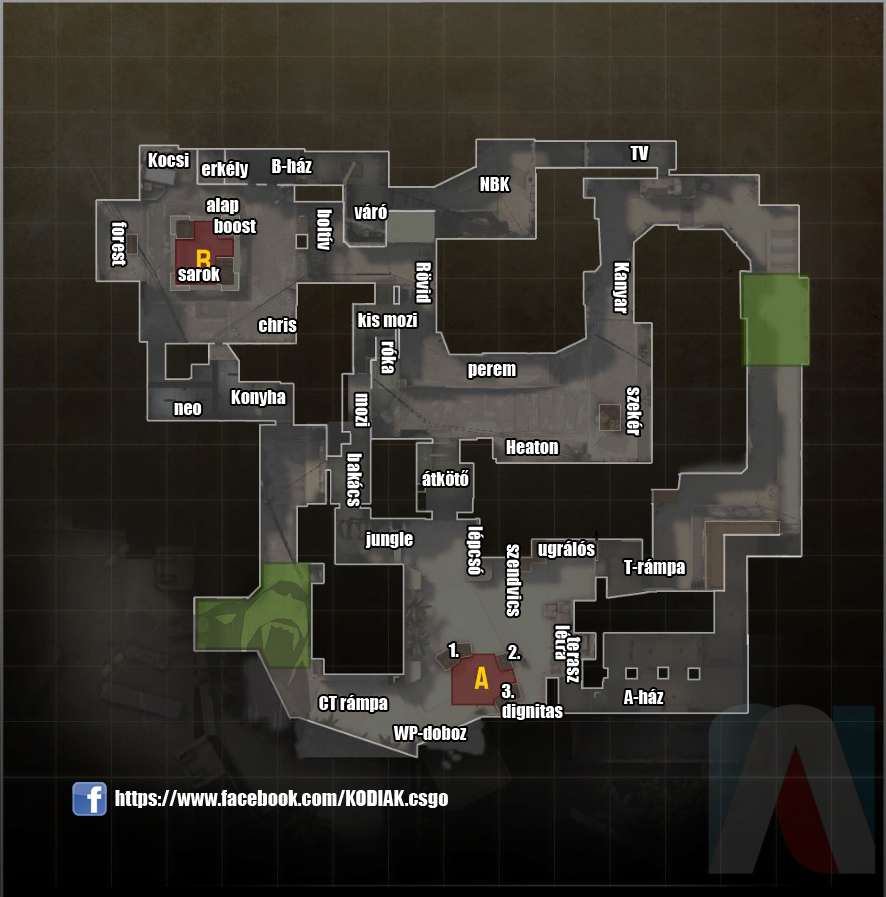 Kocsi
erkély
B-ház
TV
NBK
alap
boost
váró
forest
boltív
B
sarok
Rövid
Kanyar
chris
kis mozi
róka
perem
neo
Konyha
mozi
szekér
Heaton
bakács
átkötő
jungle
lépcső
szendvics
ugrálós
T-rámpa
1.
2.
létra
terasz
A
3.
dignitas
A-ház
CT rámpa
WP-doboz
f https://www.facebook.com/KODIAK.csgo